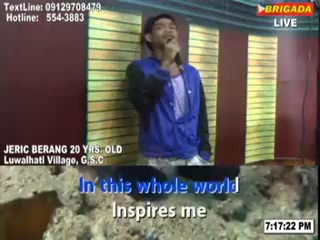 TextLine: 09129708479
Hotline: 554-3883
BRIGADA
LIVE
JERIC BERANG 20 YRS. OLD
Luwalhati Village, G.S.C
In this whole world
Inspires me
7:17:22 PM